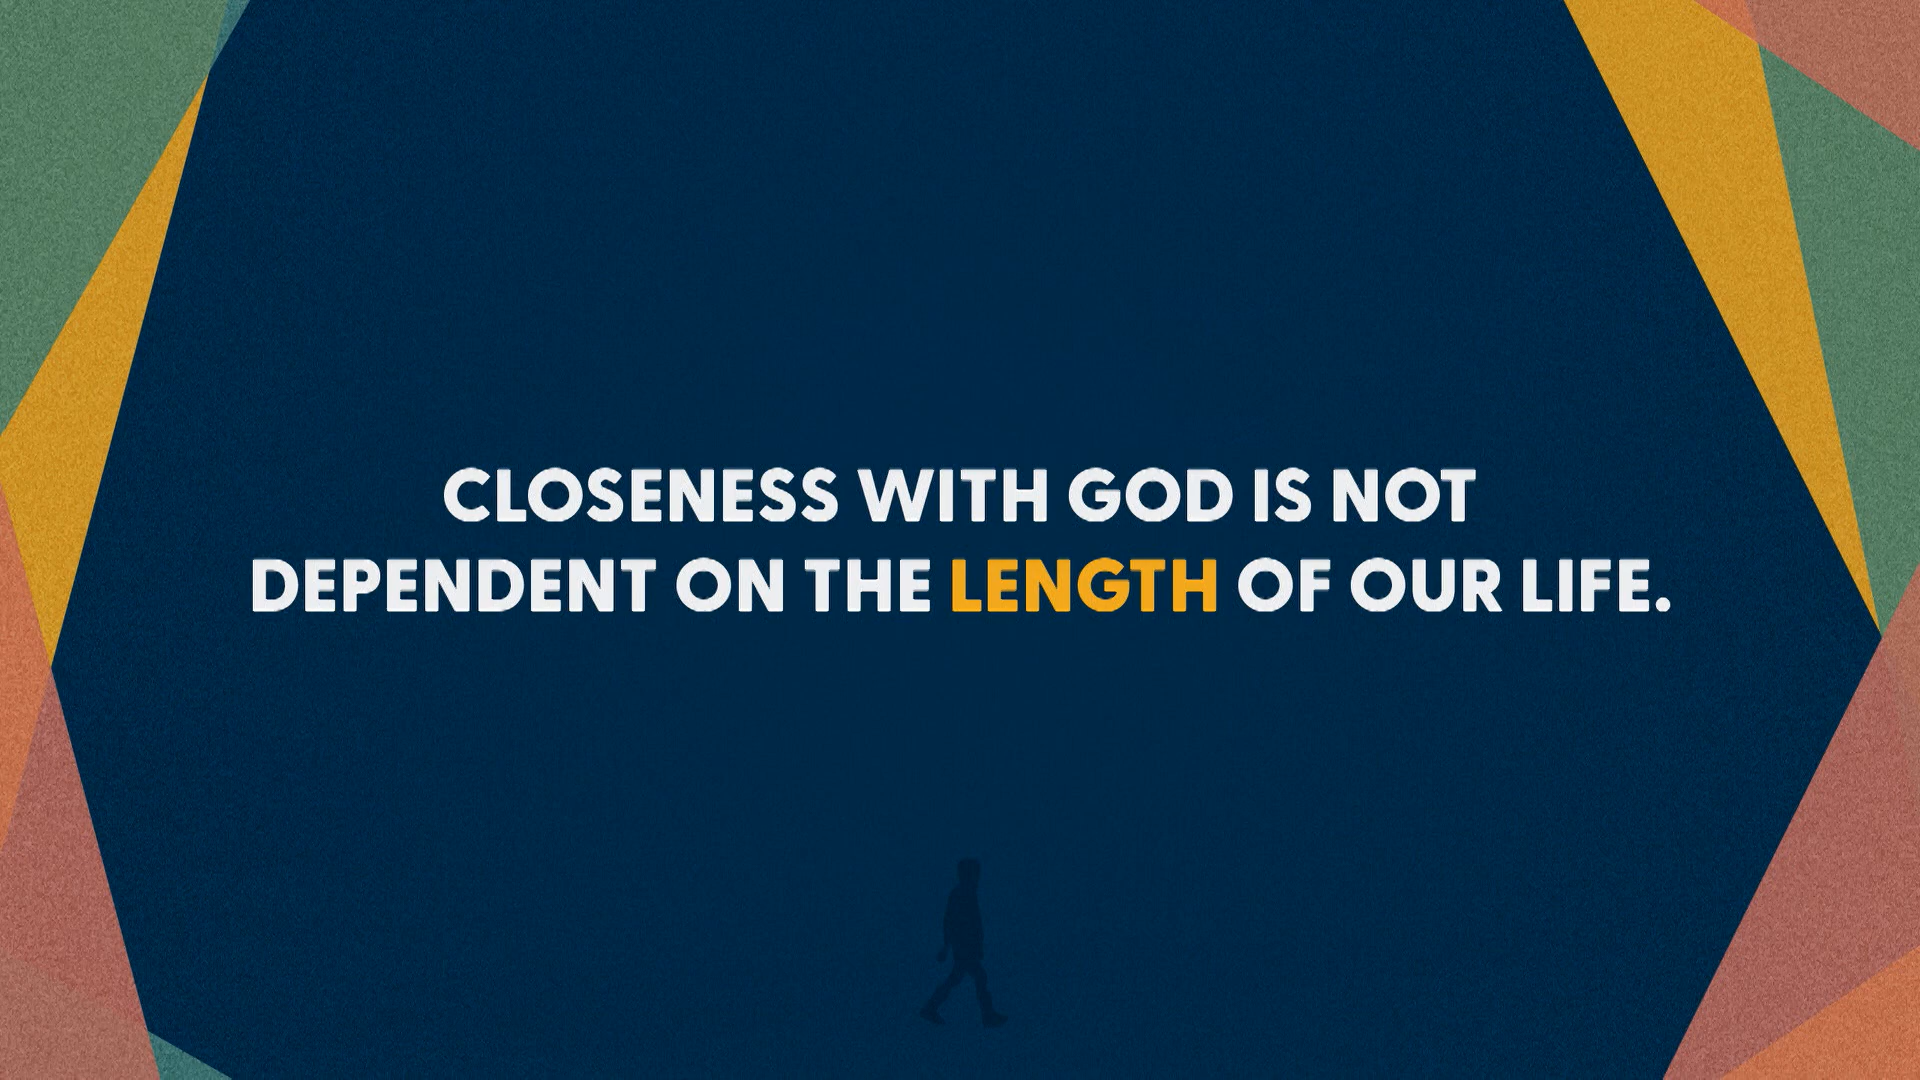 CLOSENESS WITH GOD IS NOT
DEPENDENT ON THE LENGTH OF OUR LIFE.